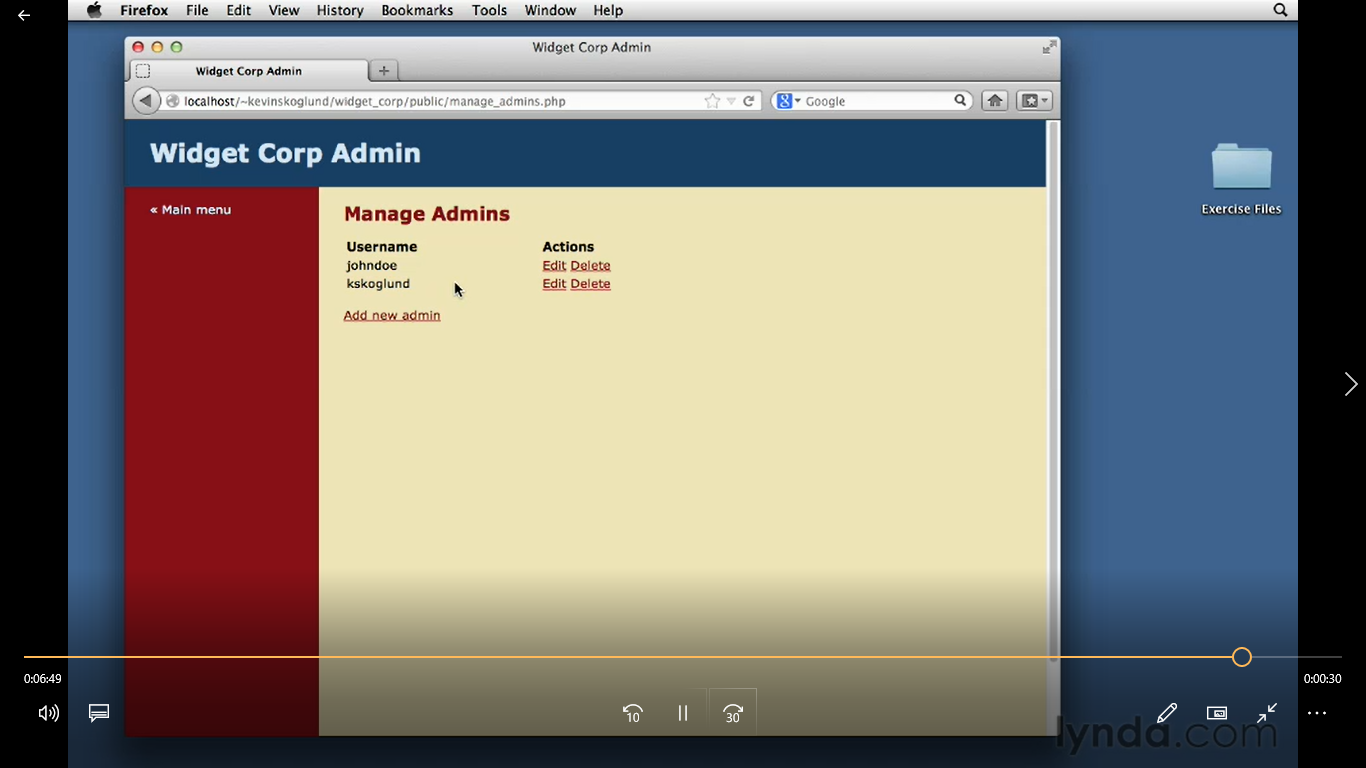 Firefox File Edit View History Bookmarks Tools Window Help
Widget Corp Admin
Widget Corp Admin
localhost/~kevinskoglund/widget_corp/public/manage_admins.php Google
Widget Corp Admin
Exercise Files
« Main menu
Manage Admins
Username Actions
johndoe Edit Delete
kskoglund Edit Delete
Add new admin
0:06:49 0:00:30
10 30
lynda.com